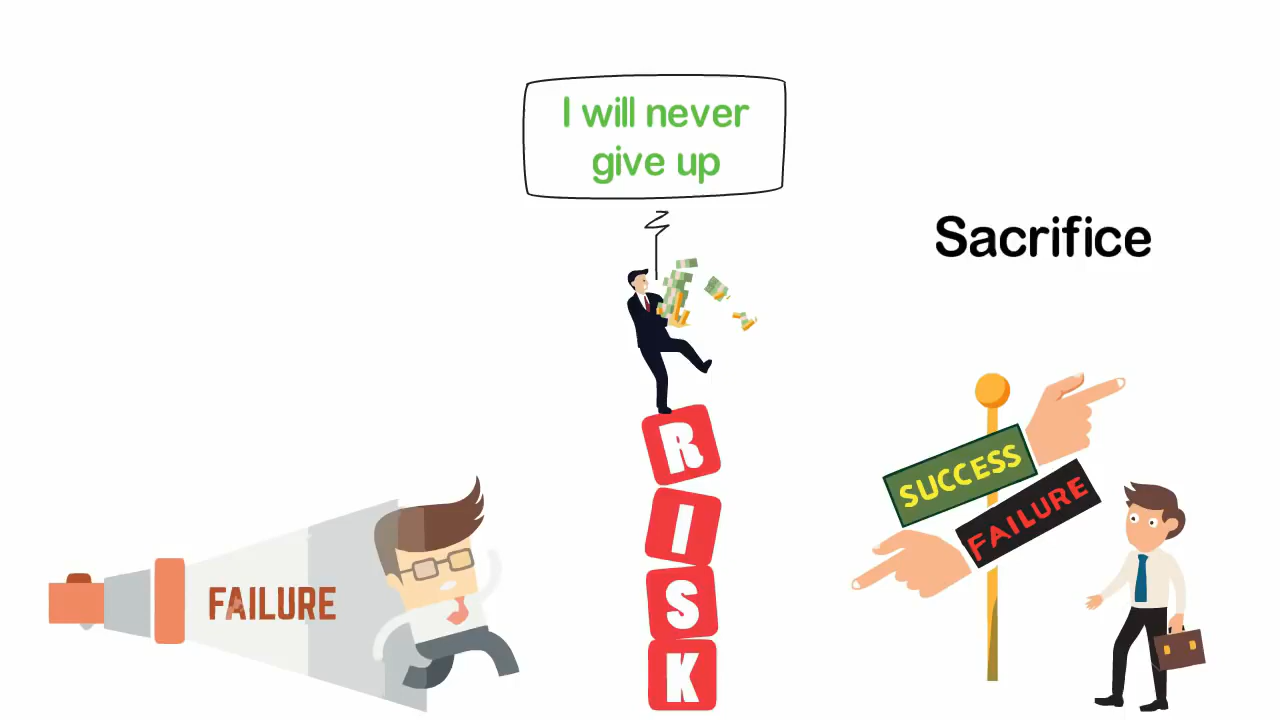 I will never
give up
Sacrifice
R
I
S
K
SUCCESS
FAILURE
FAILURE